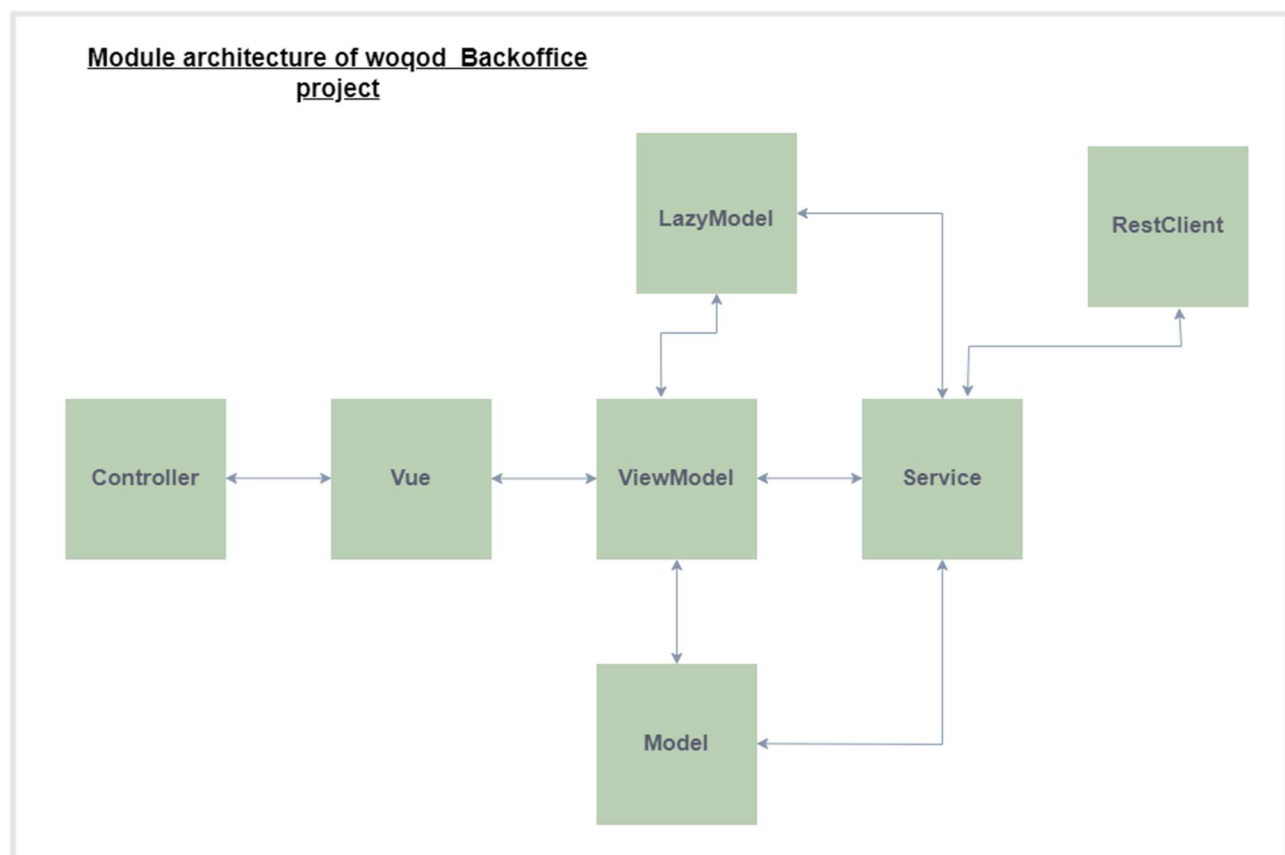 Module architecture of woqod Backoffice
project
LazyModel
RestClient
Controller
Vue
ViewModel
Service
Model